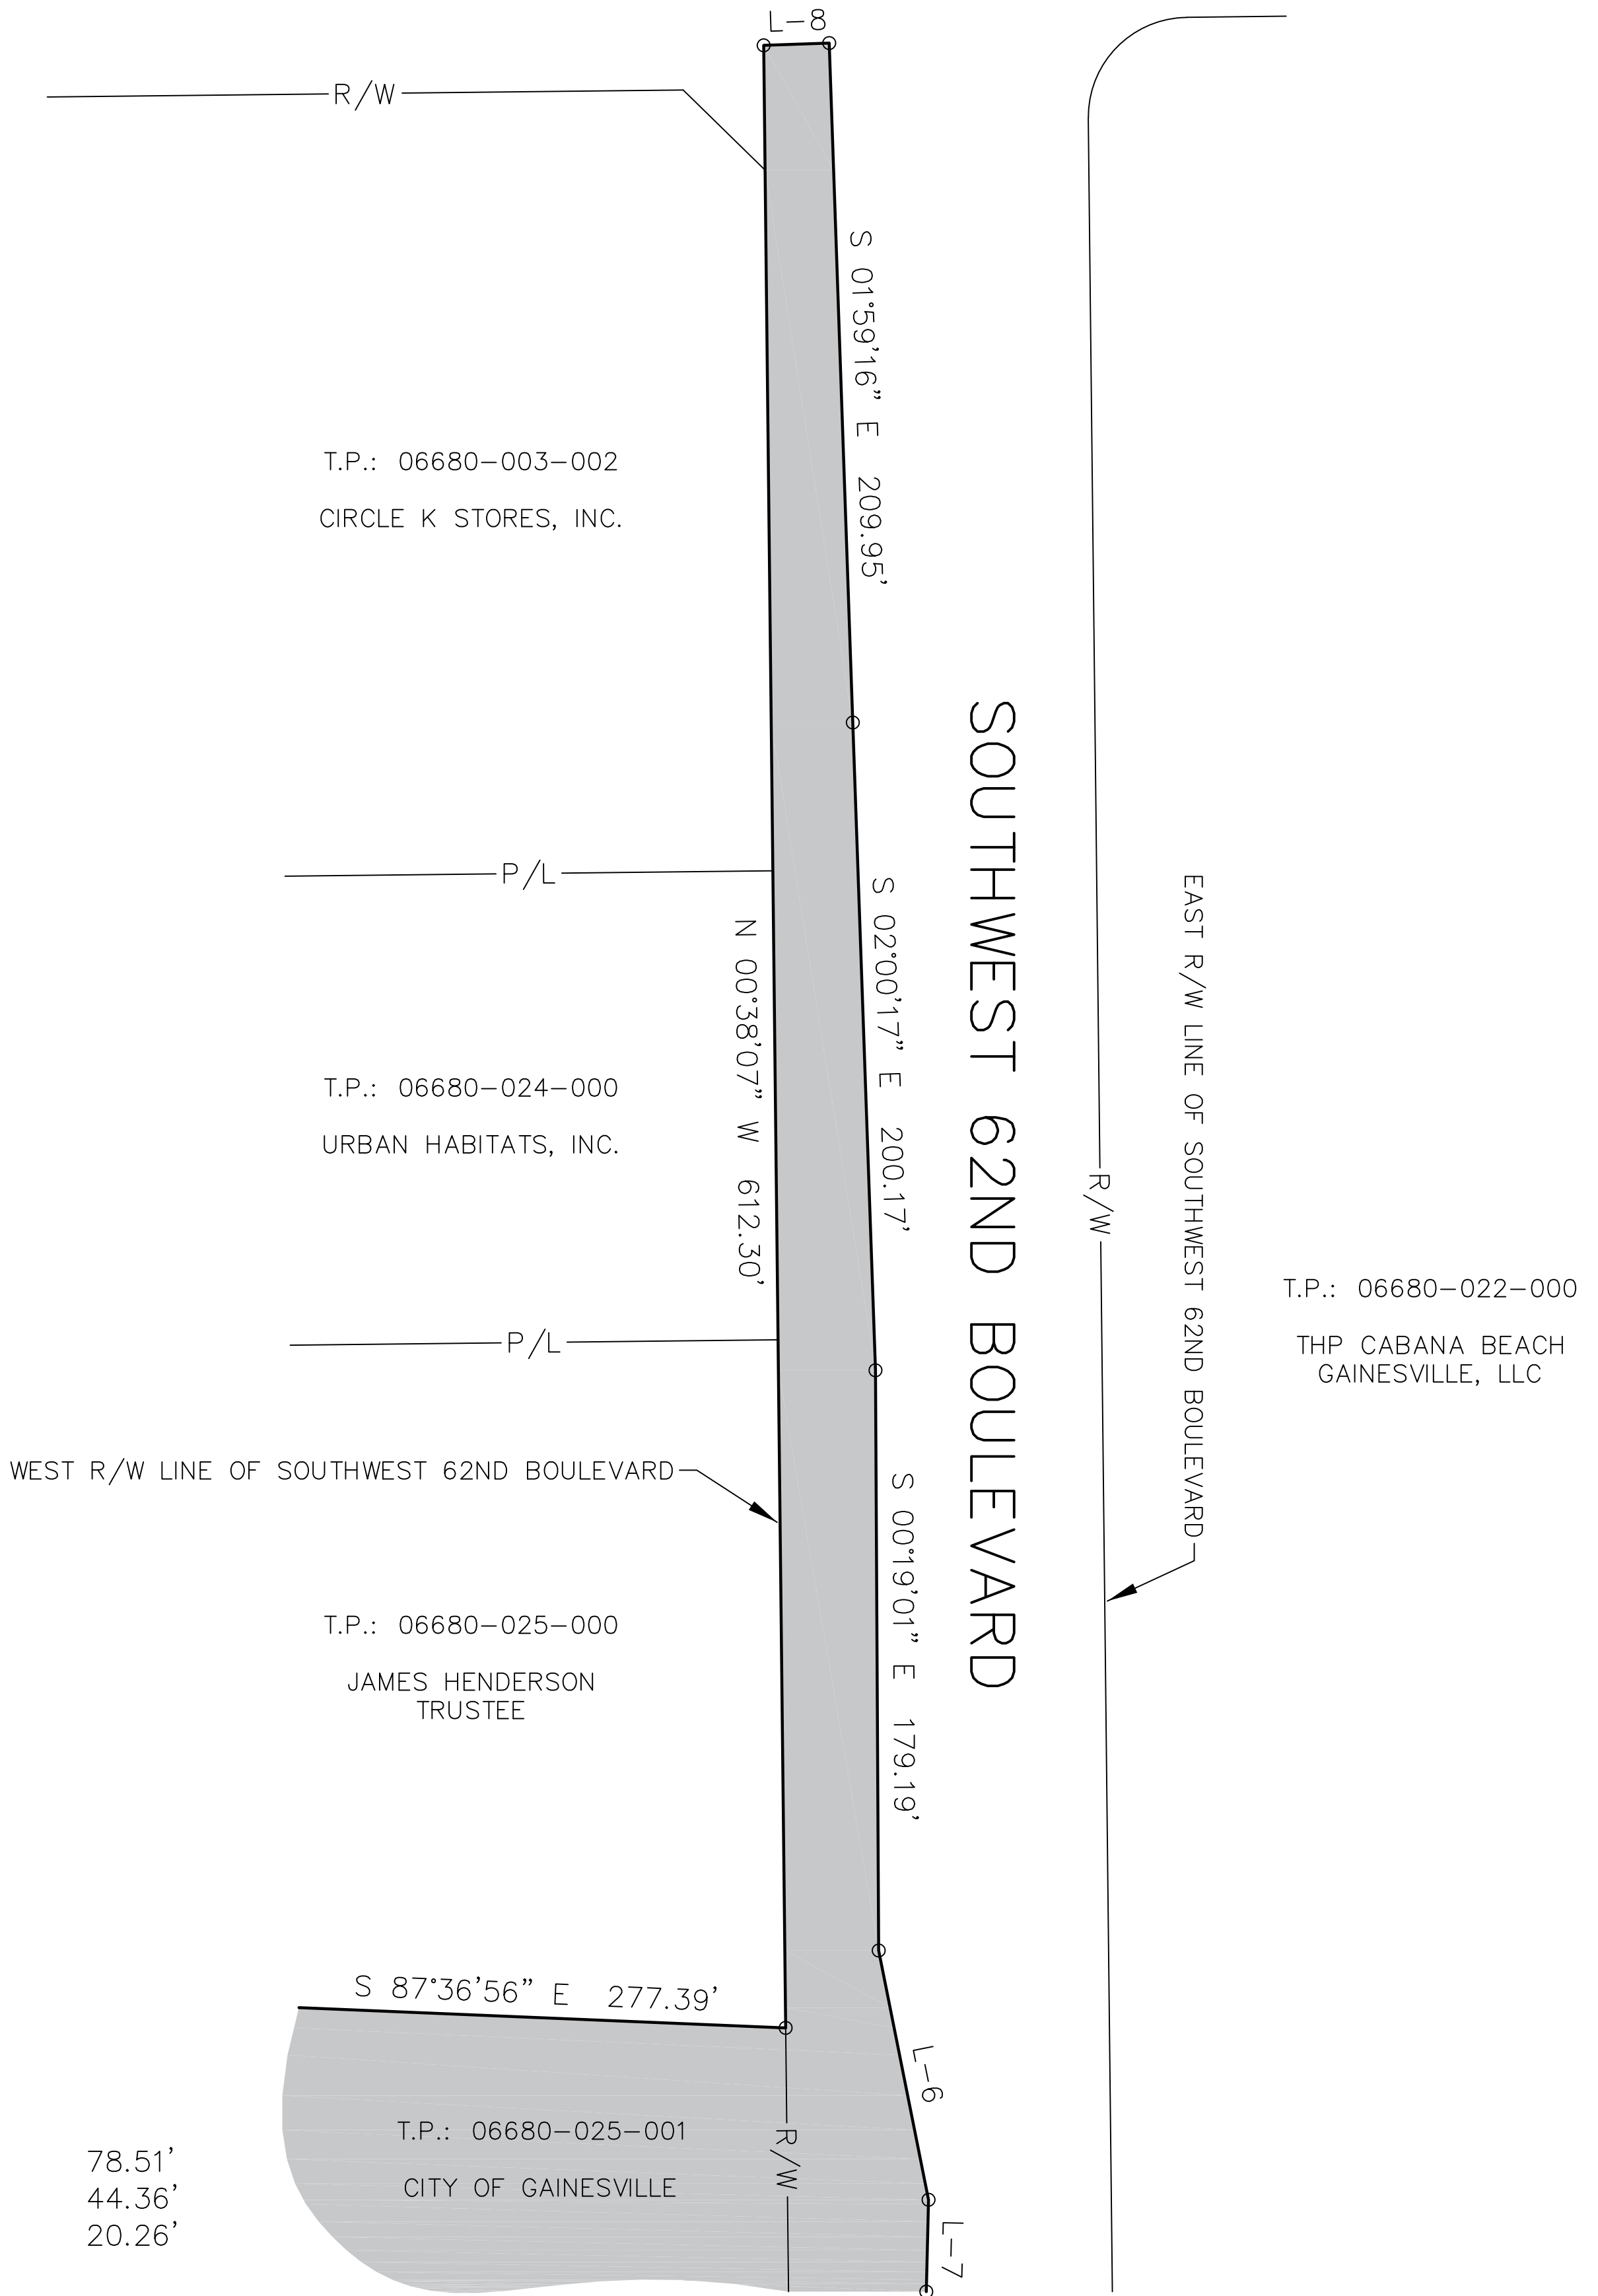 L-8
R/W
S 01°59'16" E 209.95'
T.P.: 06680-003-002
CIRCLE K STORES, INC.
SOUTHWEST 62ND BOULEVARD
P/L
S 02°00'17" E 200.17'
EAST R/W LINE OF SOUTHWEST 62ND BOULEVARD
N 00°38'07" W 612.30'
T.P.: 06680-024-000
URBAN HABITATS, INC.
R/W
T.P.: 06680-022-000
THP CABANA BEACH
GAINESVILLE, LLC
P/L
WEST R/W LINE OF SOUTHWEST 62ND BOULEVARD
S 00°19'01" E 179.19'
T.P.: 06680-025-000
JAMES HENDERSON
TRUSTEE
S 87°36'56" E 277.39'
L-6
T.P.: 06680-025-001
CITY OF GAINESVILLE
R/W
78.51'
44.36'
20.26'
L-7